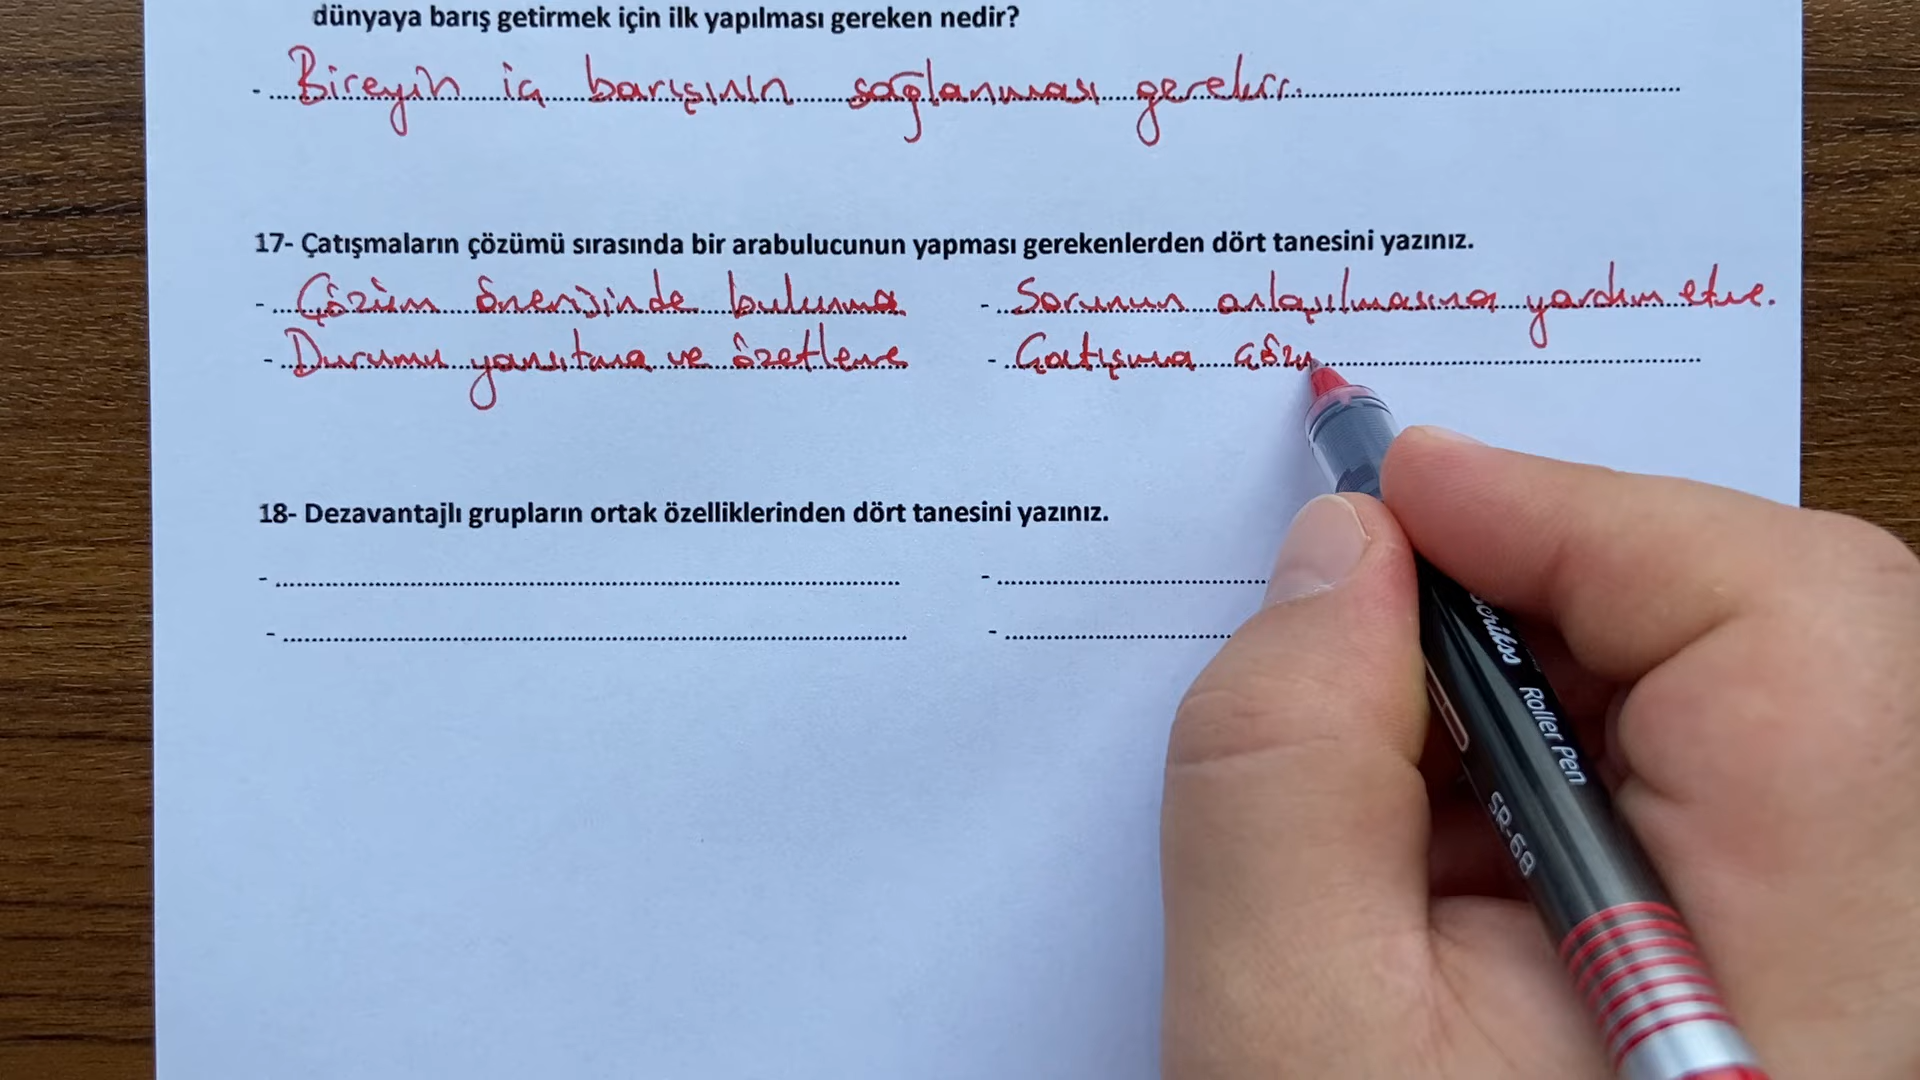 dünyaya barış getirmek için ilk yapılması gereken nedir?
- Bireyin iç barışının sağlanması gerekir.
17- Çatışmaların çözümü sırasında bir arabulucunun yapması gerekenlerden dört tanesini yazınız.
- Çözüm önerisinde bulunma - Sorunun anlaşılmasına yardım etme.
- Durumu yansıtma ve özetleme - Çatışma çözü
18- Dezavantajlı grupların ortak özelliklerinden dört tanesini yazınız.
Scrikss Roller Pen SR-68